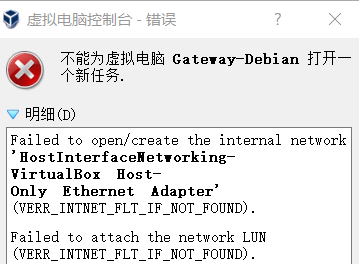 虚拟电脑控制台 - 错误
不能为虚拟电脑 Gateway-Debian 打开一
个新任务.
明细(D)
Failed to open/create the internal network
'HostInterfaceNetworking-
VirtualBox Host-
Only Ethernet Adapter'
(VERR_INTNET_FLT_IF_NOT_FOUND).
Failed to attach the network LUN
(VERR_INTNET_FLT_IF_NOT_FOUND).